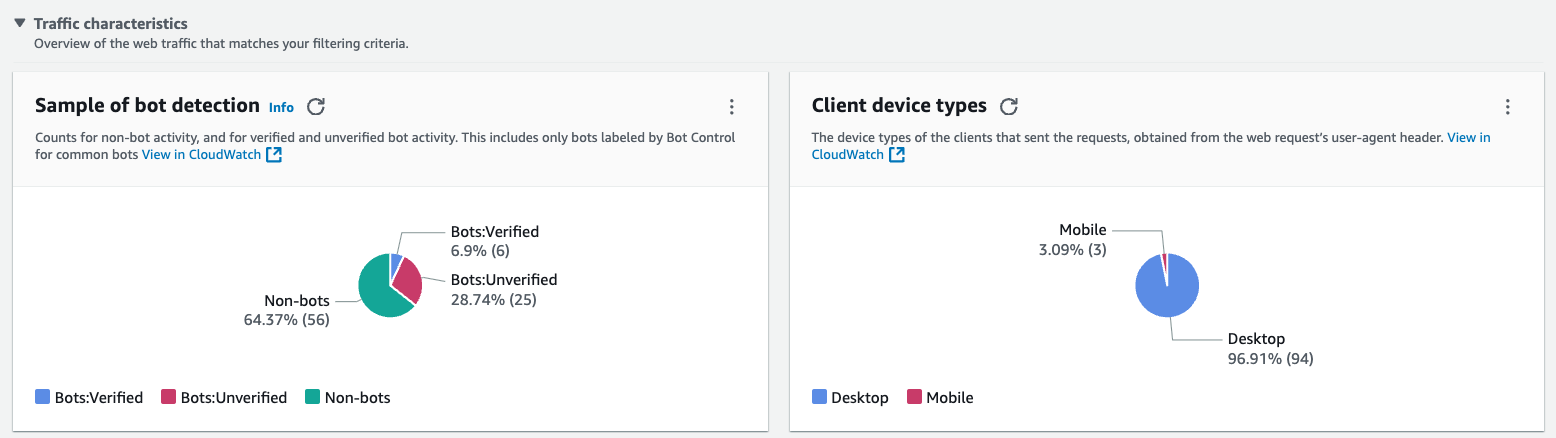 Traffic characteristics
Overview of the web traffic that matches your filtering criteria.
Sample of bot detection Info
Counts for non-bot activity, and for verified and unverified bot activity. This includes only bots labeled by Bot Control
for common bots View in CloudWatch
Bots:Verified
6.9% (6)
Bots:Unverified
28.74% (25)
Non-bots
64.37% (56)
Bots:Verified Bots:Unverified Non-bots
Client device types
The device types of the clients that sent the requests, obtained from the web request’s user-agent header. View in
CloudWatch
Mobile
3.09% (3)
Desktop
96.91% (94)
Desktop Mobile